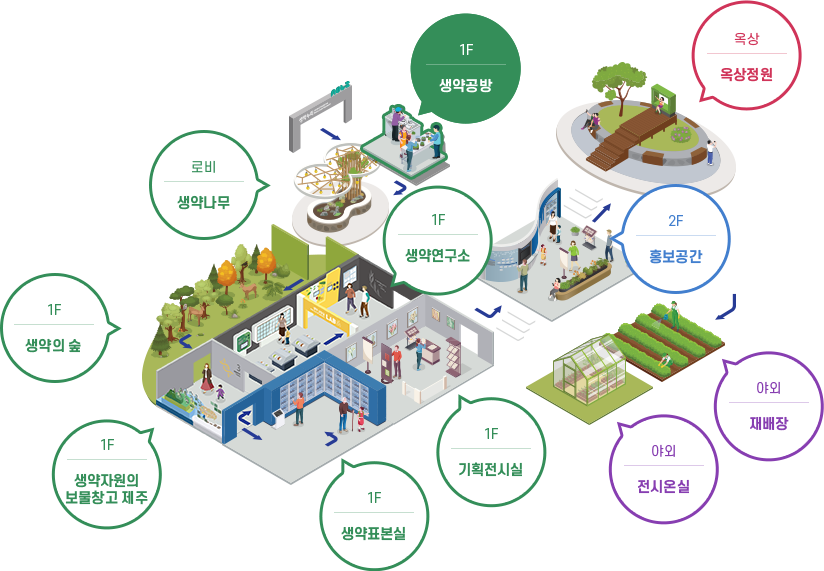 1F
생약공방
옥상
옥상정원
로비
생약나무
1F
생약연구소
2F
홍보공간
1F
생약의 숲
야외
재배장
1F
생약자원의
보물창고 제주
1F
기획전시실
야외
전시온실
1F
생약표본실